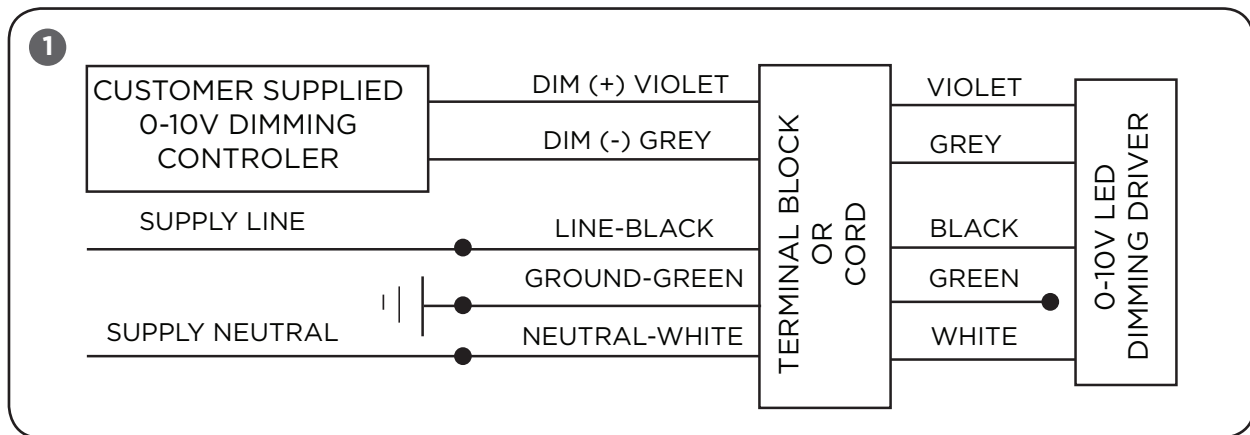 1
CUSTOMER SUPPLIED
0-10V DIMMING
CONTROLER
DIM (+) VIOLET
DIM (-) GREY
SUPPLY LINE
LINE-BLACK
GROUND-GREEN
SUPPLY NEUTRAL
NEUTRAL-WHITE
TERMINAL BLOCK
OR
CORD
VIOLET
GREY
BLACK
GREEN
WHITE
0-10V LED
DIMMING DRIVER